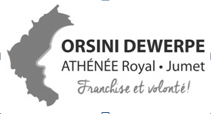 ORSINI DEWERPE
ATHÉNÉE Royal • Jumet
Franchise et volonté!